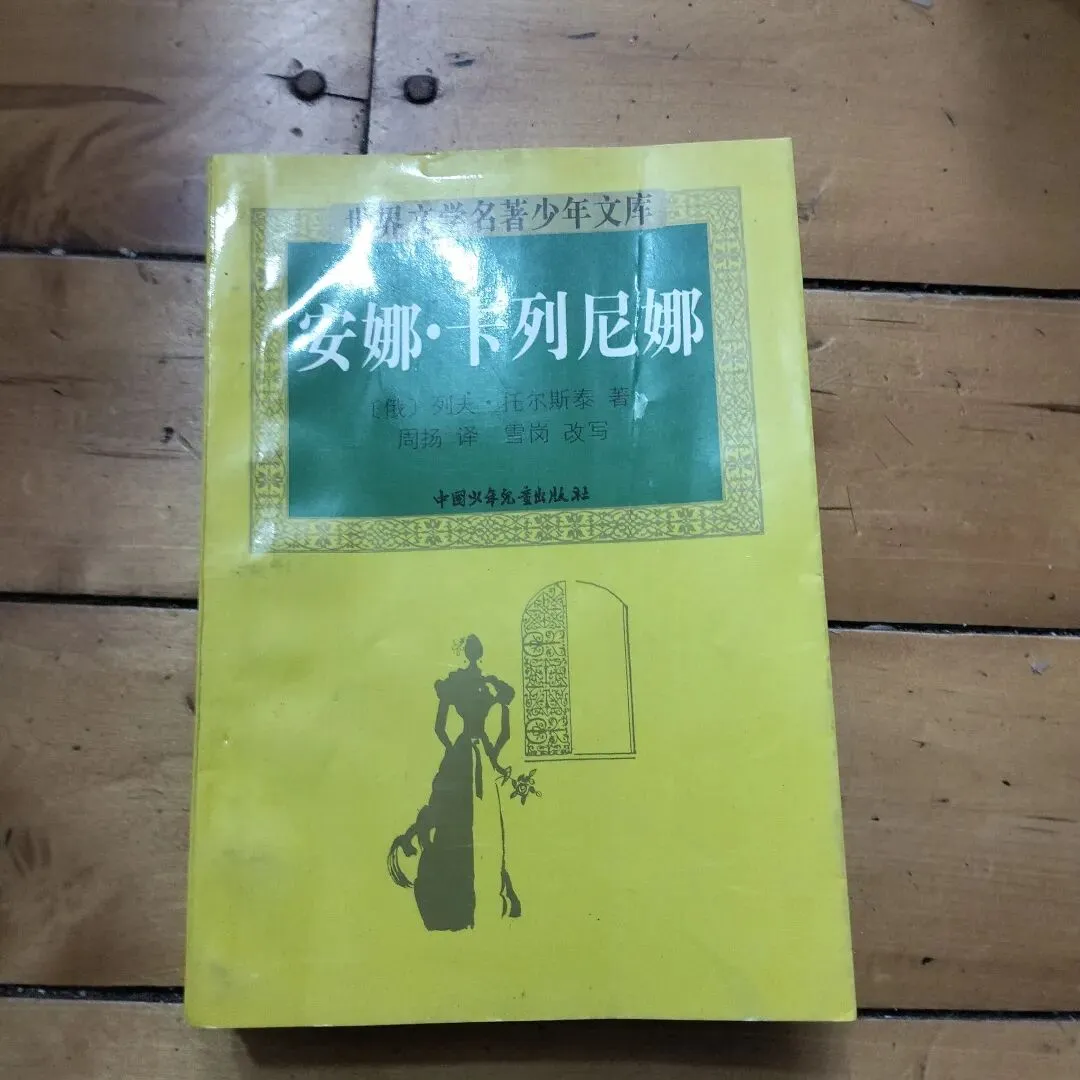 世界文学名著少年文库
安娜·卡列尼娜
〔俄〕列夫·托尔斯泰 著
周扬 译 雪岗 改写
中国少年儿童出版社